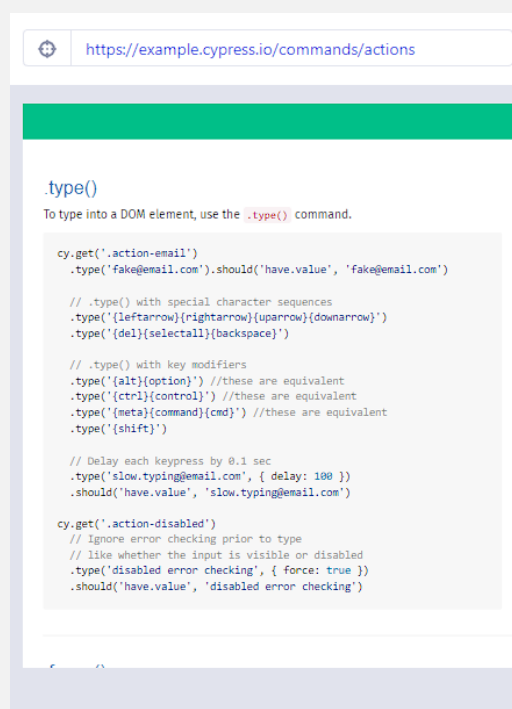 https://example.cypress.io/commands/actions
.type()
To type into a DOM element, use the .type() command.
cy.get('.action-email')
.type('fake@email.com').should('have.value', 'fake@email.com')
// .type() with special character sequences
.type('{leftarrow}{rightarrow}{uparrow}{downarrow}')
.type('{del}{selectall}{backspace}')
// .type() with key modifiers
.type('{alt}{option}') //these are equivalent
.type('{ctrl}{control}') //these are equivalent
.type('{meta}{command}{cmd}') //these are equivalent
.type('{shift}')
// Delay each keypress by 0.1 sec
.type('slow.typing@email.com', { delay: 100 })
.should('have.value', 'slow.typing@email.com')
cy.get('.action-disabled')
// Ignore error checking prior to type
// like whether the input is visible or disabled
.type('disabled error checking', { force: true })
.should('have.value', 'disabled error checking')